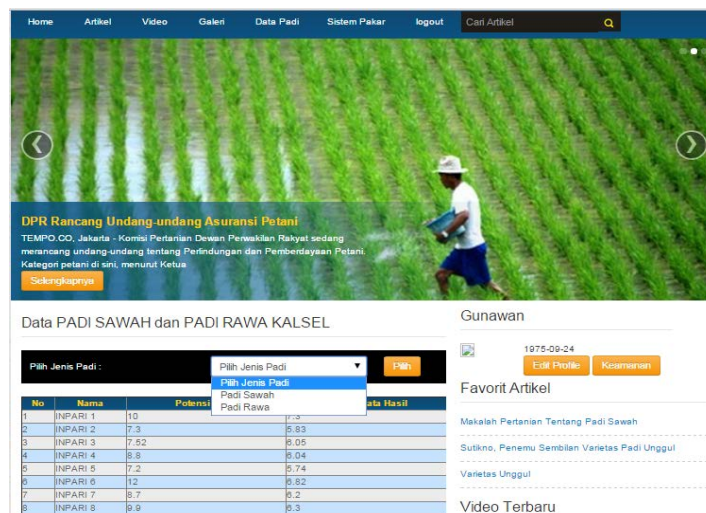 Home Artikel Video Galeri Data Padi Sistem Pakar logout Cari Artikel
DPR Rancang Undang-undang Asuransi Petani
TEMPO.CO, Jakarta - Komisi Pertanian Dewan Perwakilan Rakyat sedang
merancang undang-undang tentang Perlindungan dan Pemberdayaan Petani.
Kategori petani di sini, menurut Ketua
Selengkapnya
Data PADI SAWAH dan PADI RAWA KALSEL
Pilih Jenis Padi : Pilih Jenis Padi Pilih
Pilih Jenis Padi
Padi Sawah
Padi Rawa
No Nama Potensi Hasil
1 INPARI 1 10 7.3
2 INPARI 2 7.3 5.83
3 INPARI 3 7.52 6.05
4 INPARI 4 8.8 6.04
5 INPARI 5 7.2 5.74
6 INPARI 6 12 6.82
7 INPARI 7 8.7 6.2
8 INPARI 8 9.9 6.3
Gunawan
1975-09-24
Edit Profile Keamanan
Favorit Artikel
Makalah Pertanian Tentang Padi Sawah
Sutikno, Penemu Sembilan Varietas Padi Unggul
Varietas Unggul
Video Terbaru